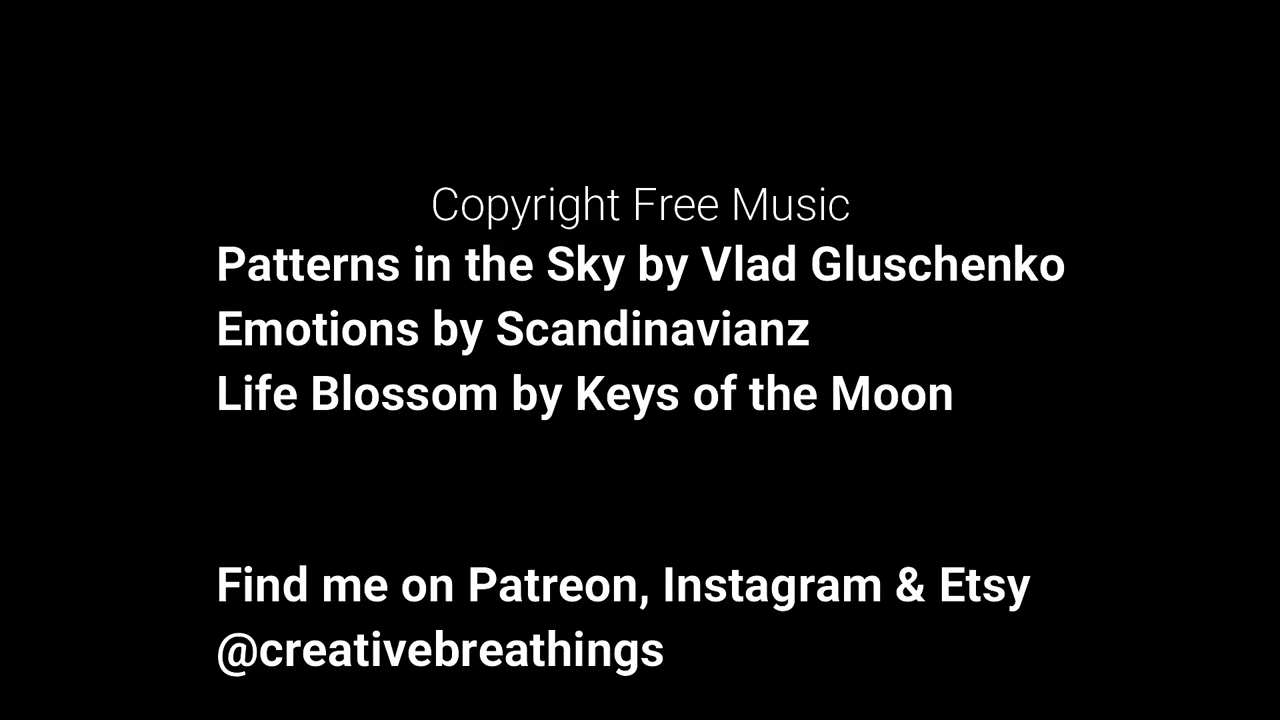 Copyright Free Music
Patterns in the Sky by Vlad Gluschenko
Emotions by Scandinavianz
Life Blossom by Keys of the Moon
Find me on Patreon, Instagram & Etsy
@creativebreathings